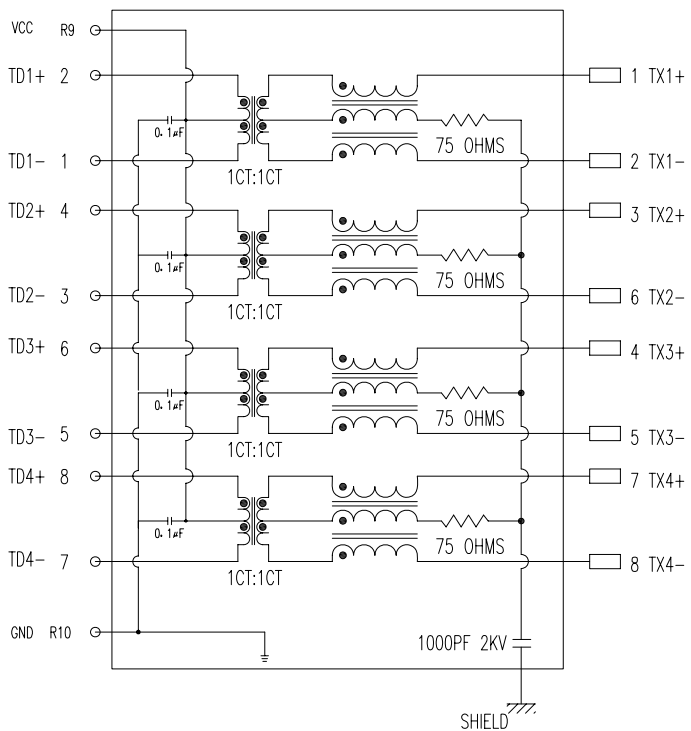 VCC R9
TD1+ 2
1 TX1+
0.1µF
75 OHMS
TD1- 1
2 TX1-
1CT:1CT
TD2+ 4
3 TX2+
0.1µF
75 OHMS
TD2- 3
6 TX2-
1CT:1CT
TD3+ 6
4 TX3+
0.1µF
75 OHMS
TD3- 5
5 TX3-
1CT:1CT
TD4+ 8
7 TX4+
0.1µF
75 OHMS
TD4- 7
8 TX4-
1CT:1CT
GND R10
1000PF 2KV
SHIELD